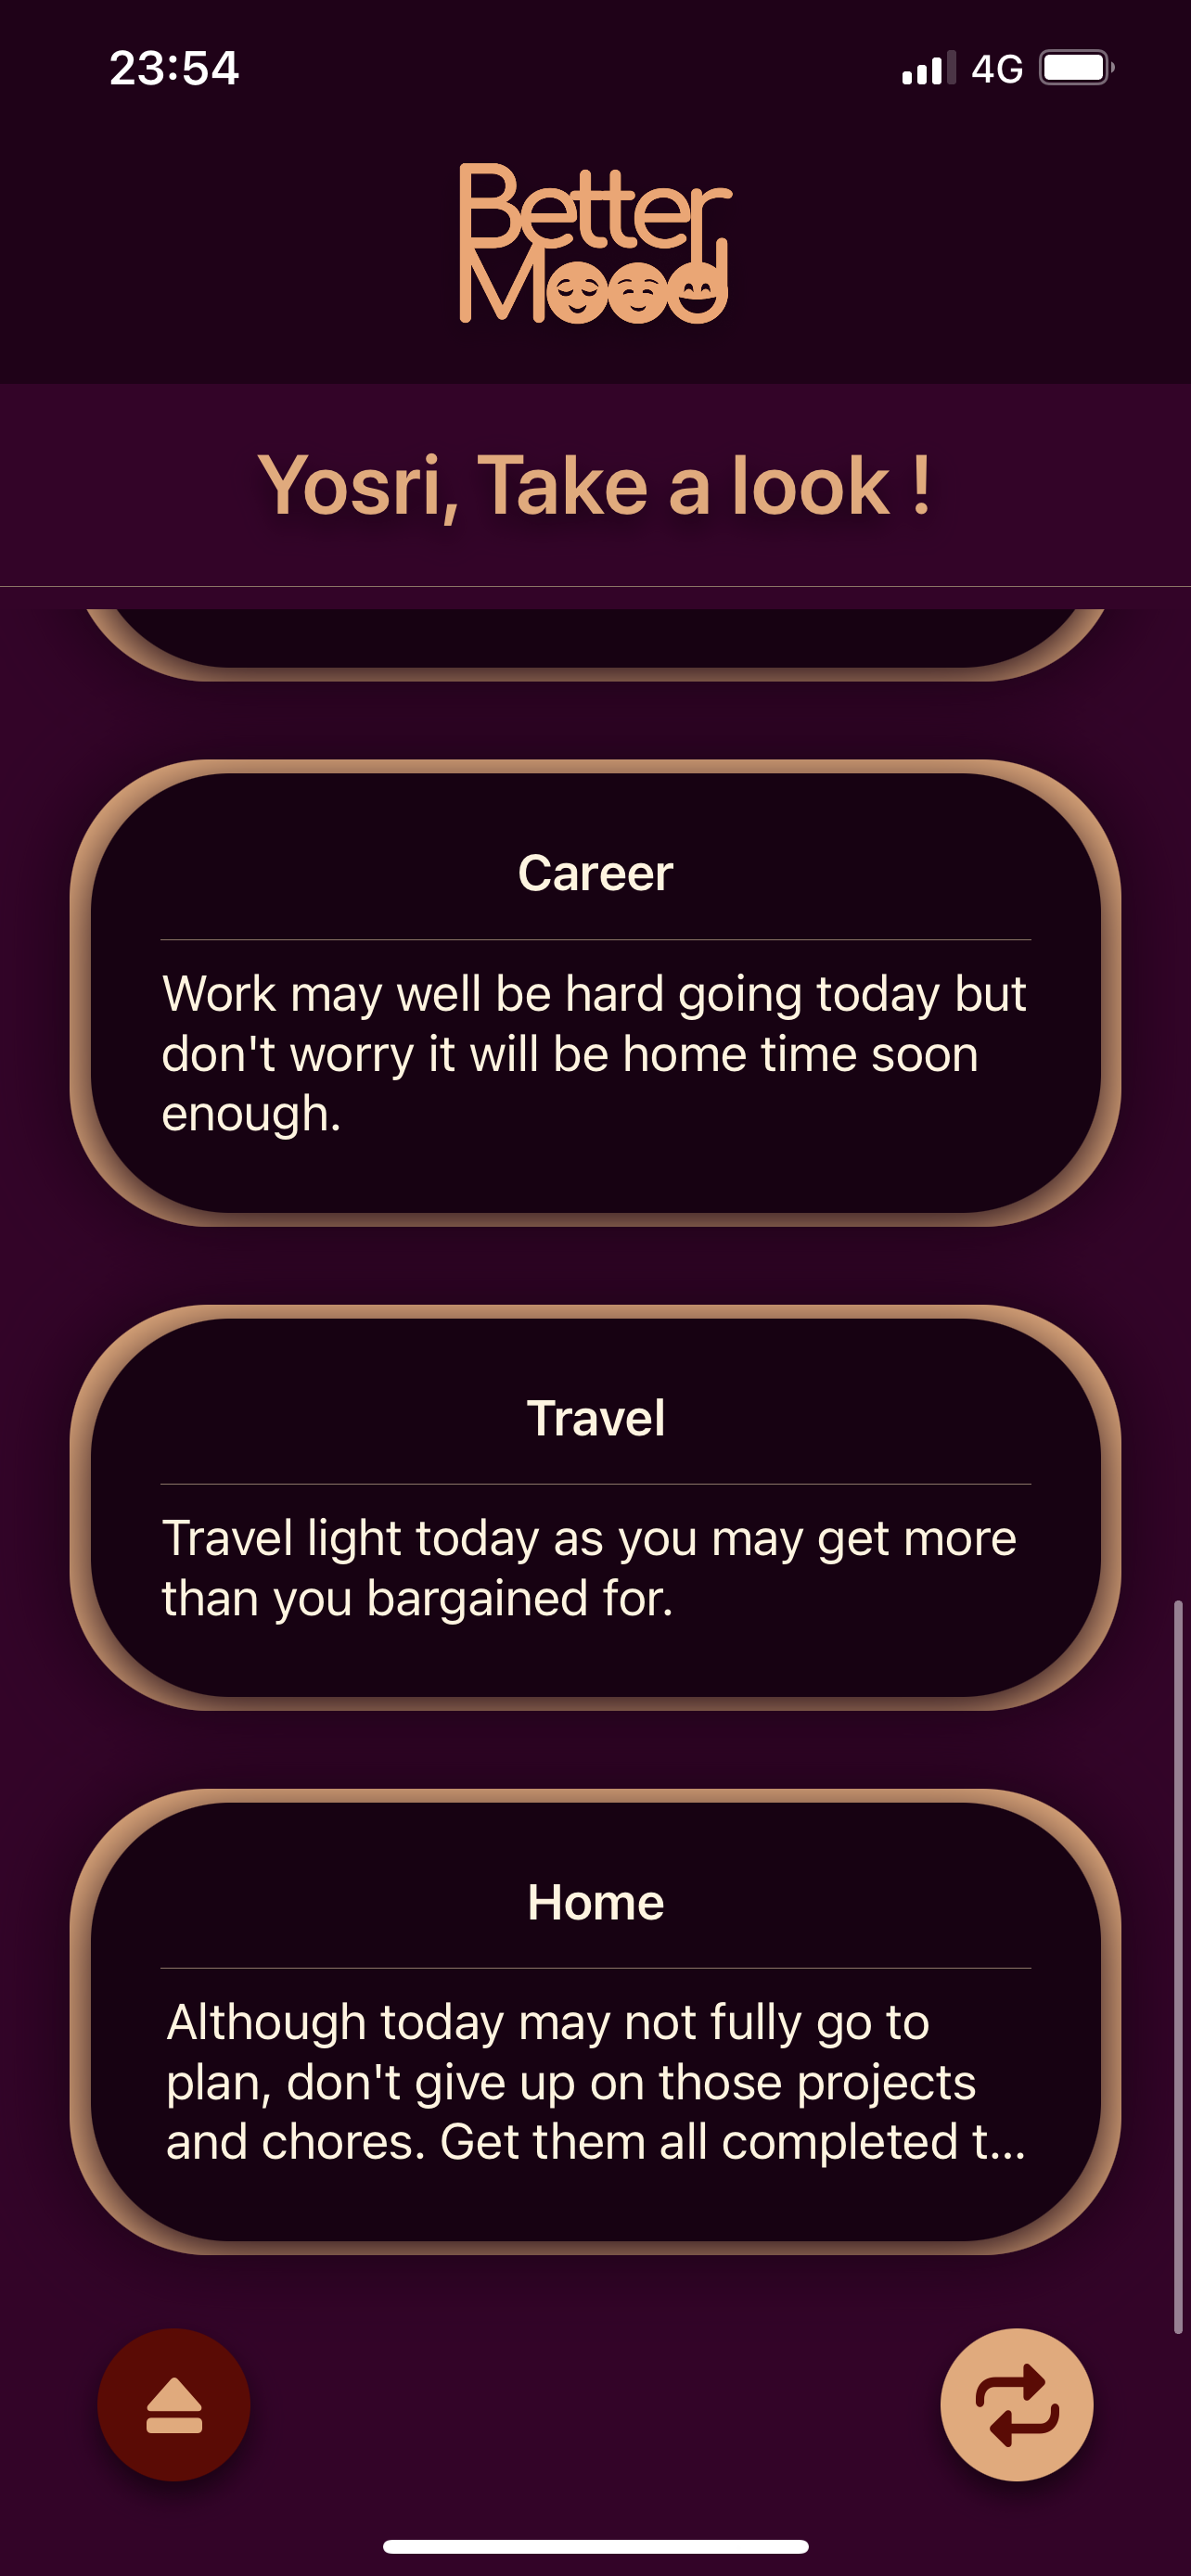 23:54
4G
Better
Mood
Yosri, Take a look !
Career
Work may well be hard going today but
don't worry it will be home time soon
enough.
Travel
Travel light today as you may get more
than you bargained for.
Home
Although today may not fully go to
plan, don't give up on those projects
and chores. Get them all completed t...